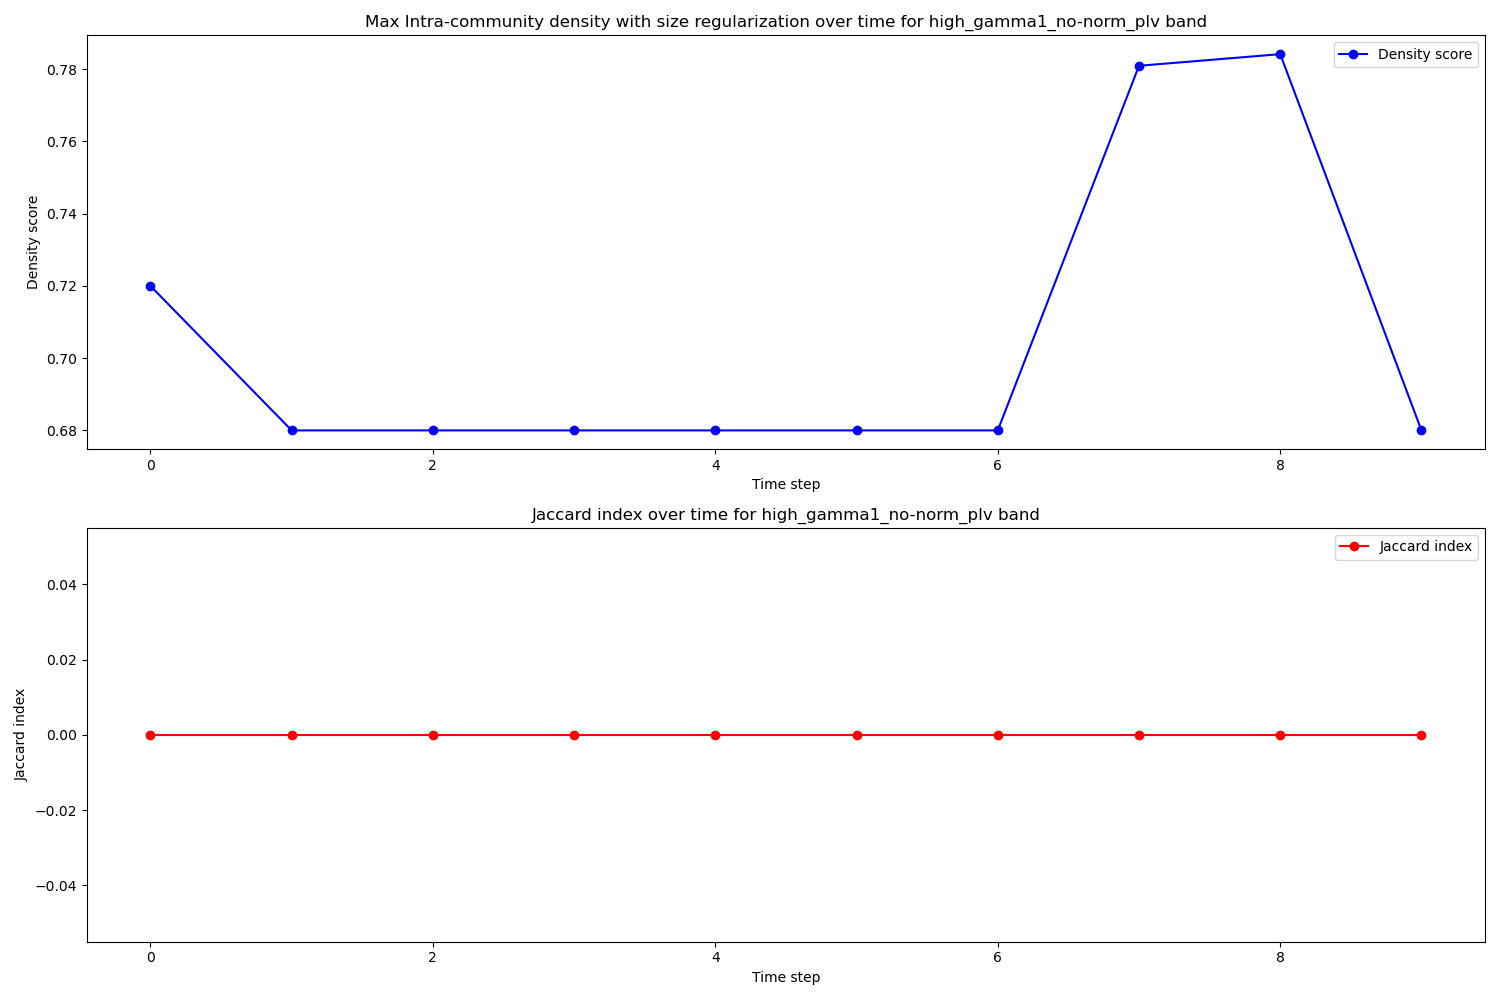 Max Intra-community density with size regularization over time for high_gamma1_no-norm_plv band
Density score
0.78
0.76
0.74
0.72
0.70
0.68
Density score
0 2 4 6 8
Time step
Jaccard index over time for high_gamma1_no-norm_plv band
Jaccard index
0.04
0.02
0.00
−0.02
−0.04
Jaccard index
0 2 4 6 8
Time step